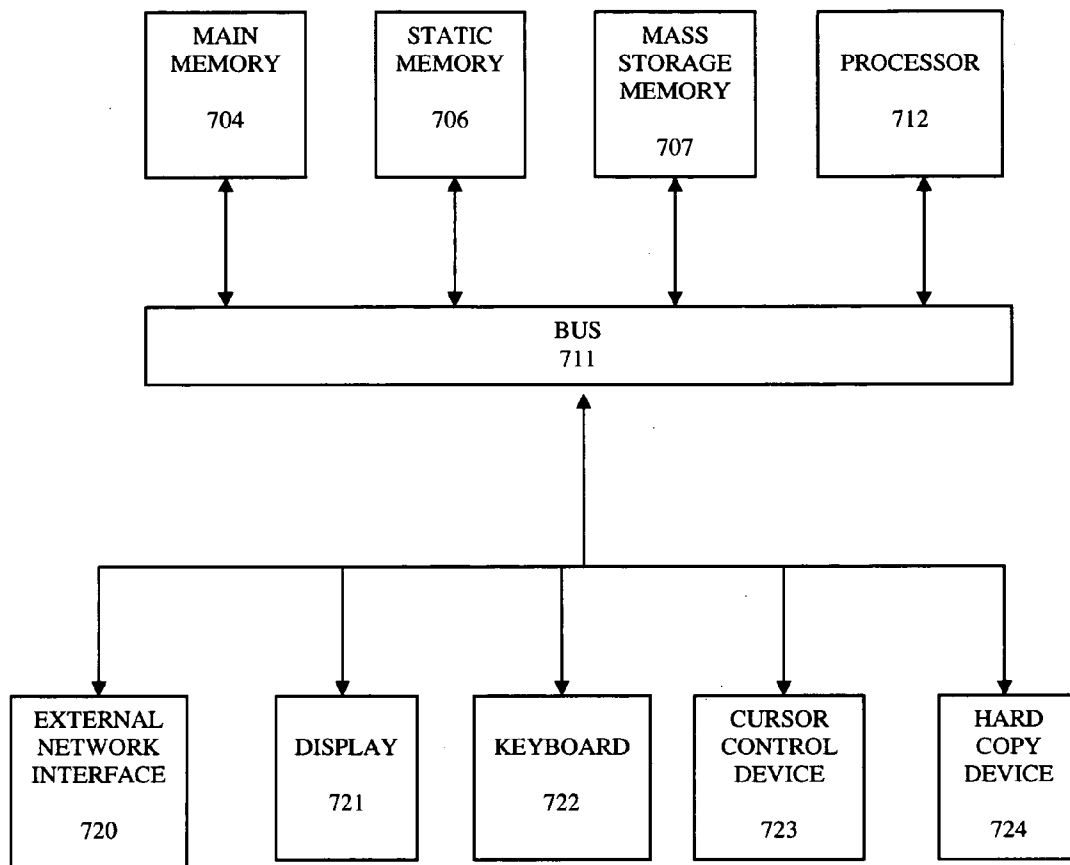 MAIN
MEMORY
704
STATIC
MEMORY
706
MASS
STORAGE
MEMORY
707
PROCESSOR
712
BUS
711
EXTERNAL
NETWORK
INTERFACE
720
DISPLAY
721
KEYBOARD
722
CURSOR
CONTROL
DEVICE
723
HARD
COPY
DEVICE
724